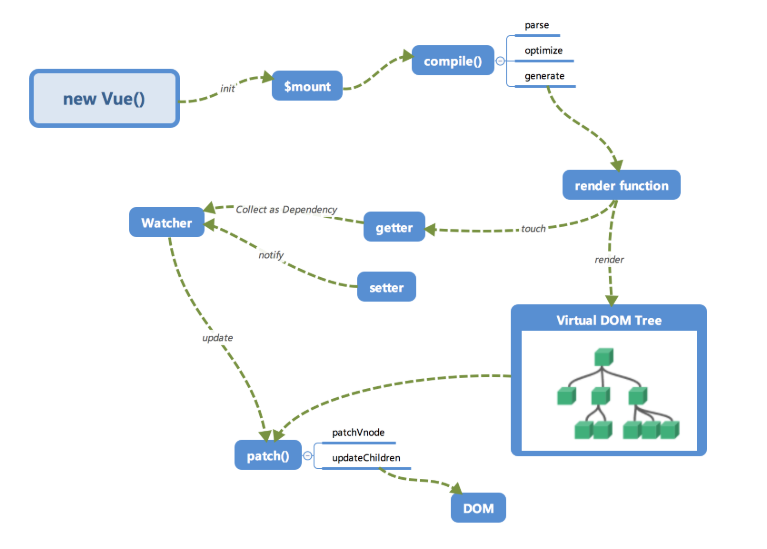 parse
compile()
optimize
generate
new Vue()
init
$mount
render function
Collect as Dependency
Watcher
getter
touch
notify
render
setter
Virtual DOM Tree
update
patchVnode
patch()
updateChildren
DOM